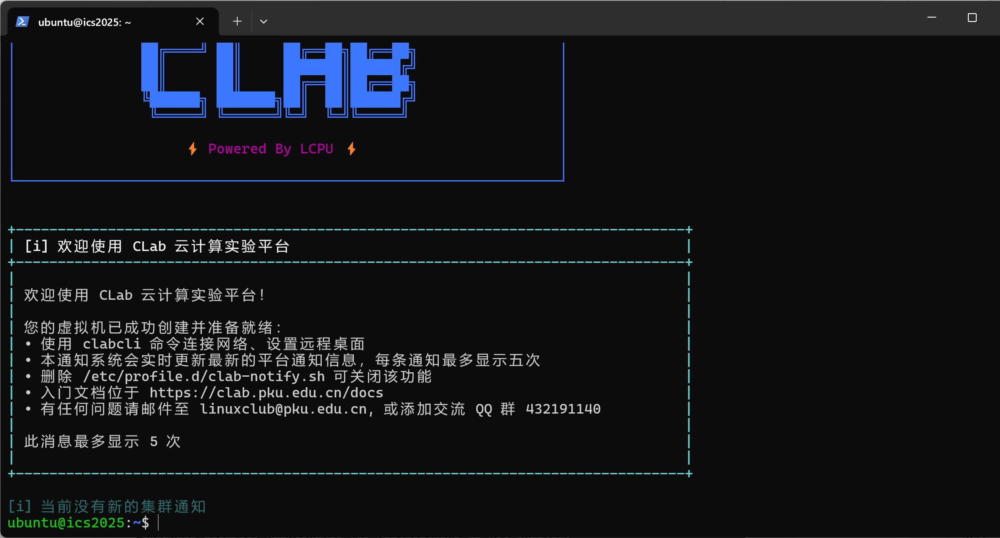 ubuntu@ics2025: ~
CLAB
⚡ Powered By LCPU ⚡
[i] 欢迎使用 CLab 云计算实验平台
欢迎使用 CLab 云计算实验平台！
您的虚拟机已成功创建并准备就绪：
• 使用 clabcli 命令连接网络、设置远程桌面
• 本通知系统会实时更新最新的平台通知信息，每条通知最多显示五次
• 删除 /etc/profile.d/clab-notify.sh 可关闭该功能
• 入门文档位于 https://clab.pku.edu.cn/docs
• 有任何问题请邮件至 linuxclub@pku.edu.cn，或添加交流 QQ 群 432191140
此消息最多显示 5 次
[i] 当前没有新的集群通知
ubuntu@ics2025:~$